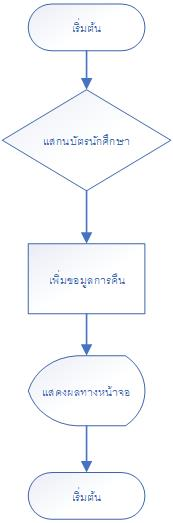 เริ่มต้น
แสกนบัตรนักศึกษา
เพิ่มขอมูลการคืน
แสดงผลทางหน้าจอ
เริ่มต้น